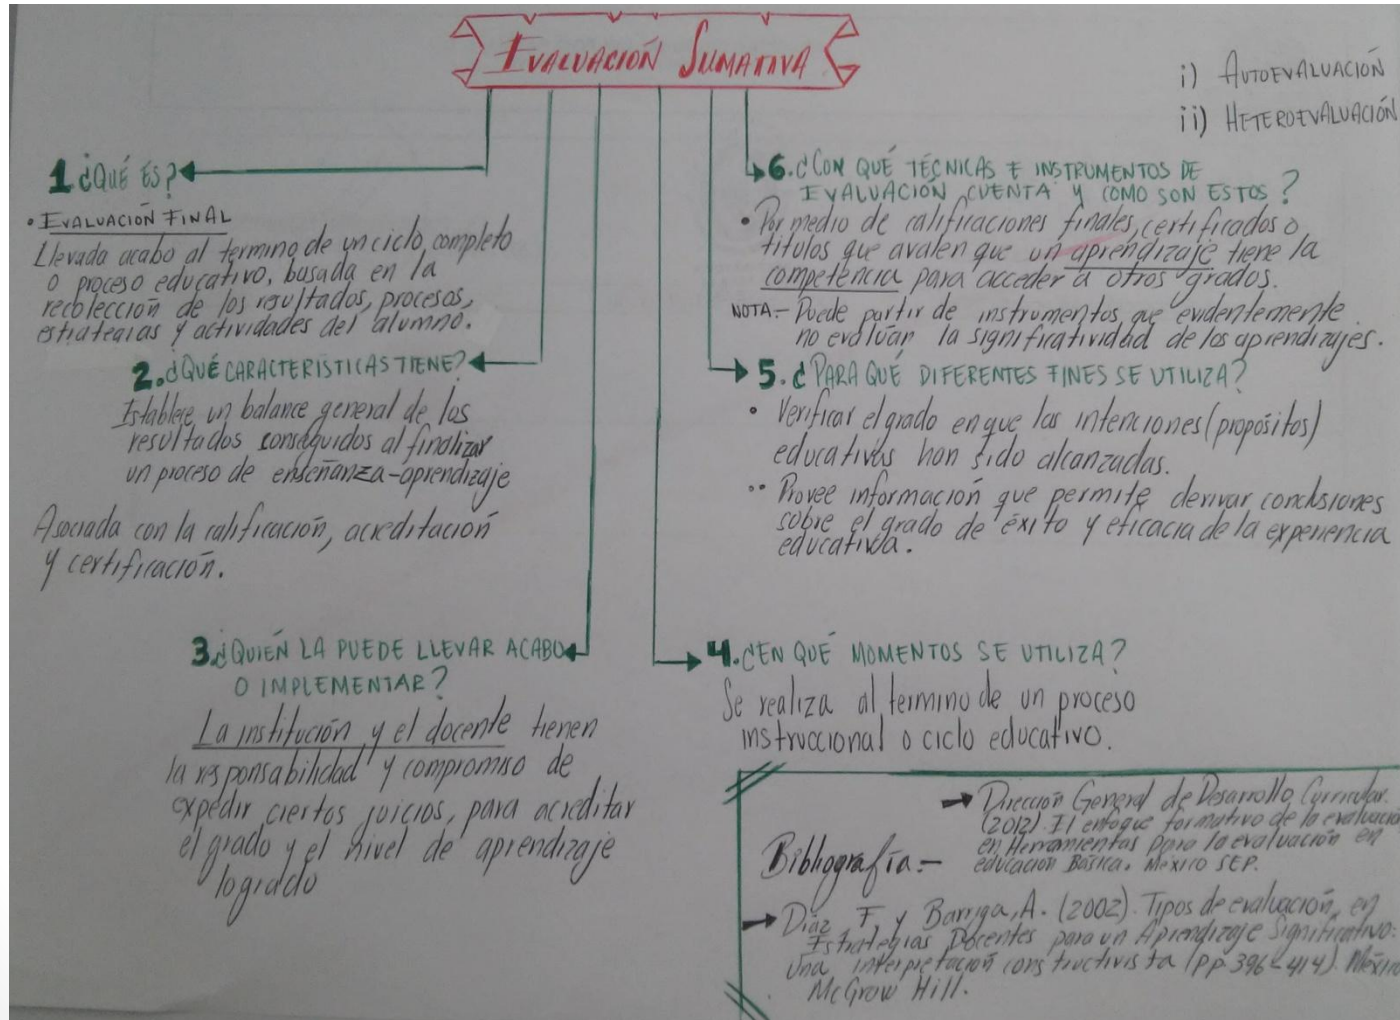 EVALUACIÓN SUMATIVA
i) AUTOEVALUACIÓN
ii) HETEROEVALUACIÓN
1. ¿QUÉ ES?
• EVALUACIÓN FINAL
Llevada acabo al termino de un ciclo completo
o proceso educativo, basada en la
recolección de los resultados, procesos,
estrategias y actividades del alumno.
2. ¿QUÉ CARACTERÍSTICAS TIENE?
Establece un balance general de los
resultados conseguidos al finalizar
un proceso de enseñanza-aprendizaje
Asociada con la calificación, acreditación
y certificación.
3. ¿QUIÉN LA PUEDE LLEVAR ACABO
O IMPLEMENTAR?
La institución y el docente tienen
la responsabilidad y compromiso de
expedir ciertos juicios, para acreditar
el grado y el nivel de aprendizaje
logrado
4. ¿EN QUÉ MOMENTOS SE UTILIZA?
Se realiza al termino de un proceso
instruccional o ciclo educativo.
5. ¿PARA QUÉ DIFERENTES FINES SE UTILIZA?
• Verificar el grado en que las intenciones (propósitos)
educativas han sido alcanzadas.
•• Provee información que permite derivar conclusiones
sobre el grado de éxito y eficacia de la experiencia
educativa.
6. ¿CON QUÉ TÉCNICAS E INSTRUMENTOS DE
EVALUACIÓN CUENTA Y COMO SON ESTOS?
• Por medio de calificaciones finales, certificados o
titulos que avalen que un aprendizaje tiene la
competencia para acceder a otros grados.
NOTA.- Puede partir de instrumentos que evidentemente
no evalúan la significatividad de los aprendizajes.
Bibliografía.-
Dirección General de Desarrollo Curricular.
(2012) El enfoque formativo de la evaluació
en Herramientas para la evaluación en
educación Básica. México SEP.
Díaz F. y Barriga, A. (2002). Tipos de evaluación, en
Estrategias Docentes para un Aprendizaje Significativo:
una interpretación constructivista (pp. 396-414). México
McGraw Hill.